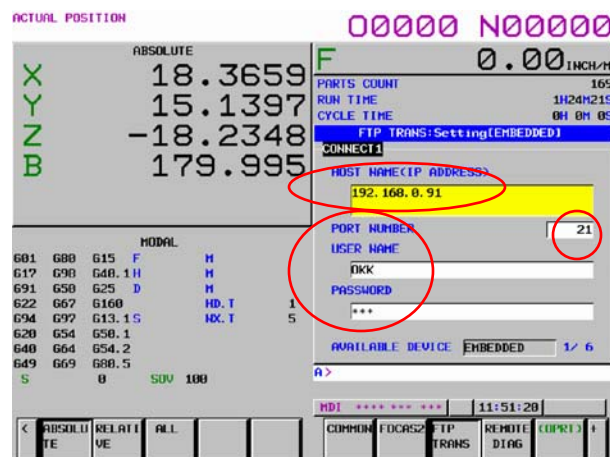 ACTUAL POSITION
O0000 N00000
ABSOLUTE
X 18.3659
Y 15.1397
Z -18.2348
B 179.995
F 0.00 INCH/M
PARTS COUNT 169
RUN TIME 1H24M21S
CYCLE TIME 0H 0M 0S
FTP TRANS:Setting[EMBEDDED]
CONNECT1
HOST NAME(IP ADDRESS)
192.168.0.91
PORT NUMBER 21
USER NAME
OKK
PASSWORD
***
AVAILABLE DEVICE EMBEDDED 1/ 6
MODAL
G01 G80 G15 F M
G17 G98 G40.1 H M
G91 G50 G25 D M
G22 G67 G160 HD.T 1
G94 G97 G13.1 S NX.T 5
G20 G54 G50.1
G40 G64 G54.2
G49 G69 G80.5
S 0 SOV 100
A>
MDI **** *** *** 11:51:20
< ABSOLUTE RELATIVE ALL
COMMON FOCAS2 FTP TRANS REMOTE DIAG (OPRT) +